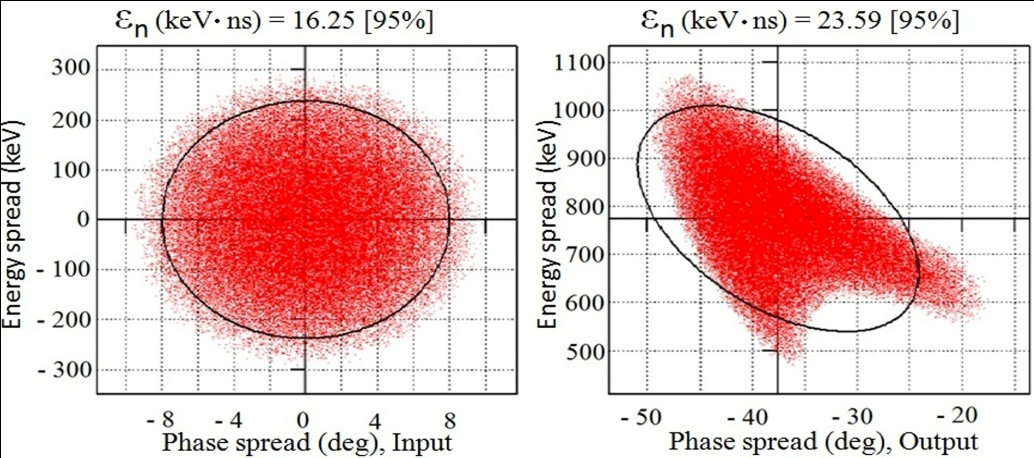 εn (keV· ns) = 16.25 [95%]
300
200
100
0
- 100
- 200
- 300
Energy spread (keV)
- 8 - 4 0 4 8
Phase spread (deg), Input
εn (keV· ns) = 23.59 [95%]
1100
1000
900
800
700
600
500
Energy spread (keV)
- 50 - 40 - 30 - 20
Phase spread (deg), Output